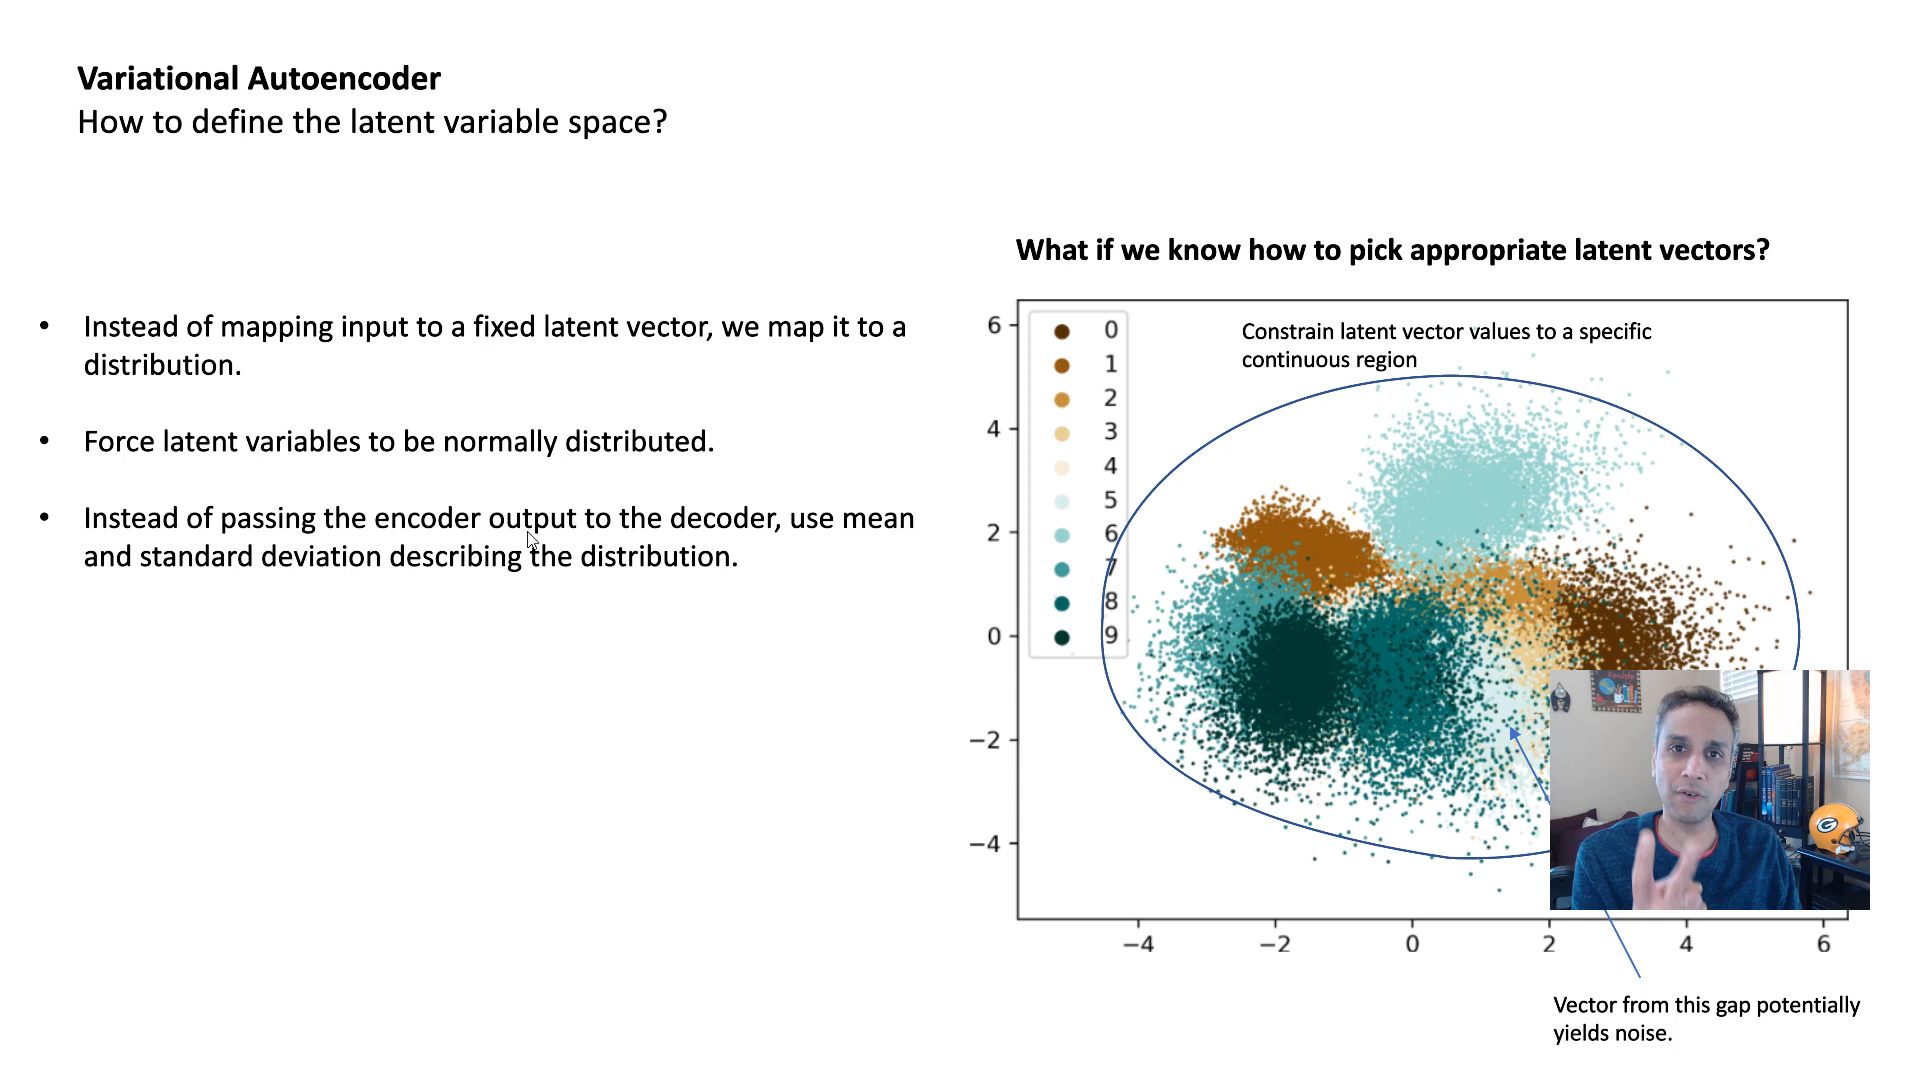 Variational Autoencoder
How to define the latent variable space?
• Instead of mapping input to a fixed latent vector, we map it to a
distribution.
• Force latent variables to be normally distributed.
• Instead of passing the encoder output to the decoder, use mean
and standard deviation describing the distribution.
What if we know how to pick appropriate latent vectors?
Constrain latent vector values to a specific
continuous region
0
1
2
3
4
5
6
7
8
9
6
4
2
0
−2
−4
−4 −2 0 2 4 6
Vector from this gap potentially
yields noise.
G